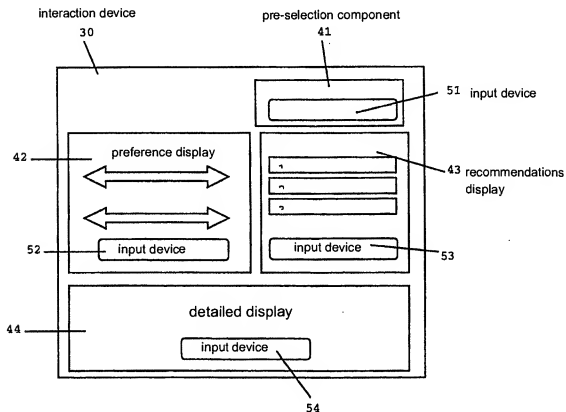 interaction device
30
pre-selection component
41
51 input device
42
preference display
43 recommendations
display
52
input device
input device
53
detailed display
44
input device
54